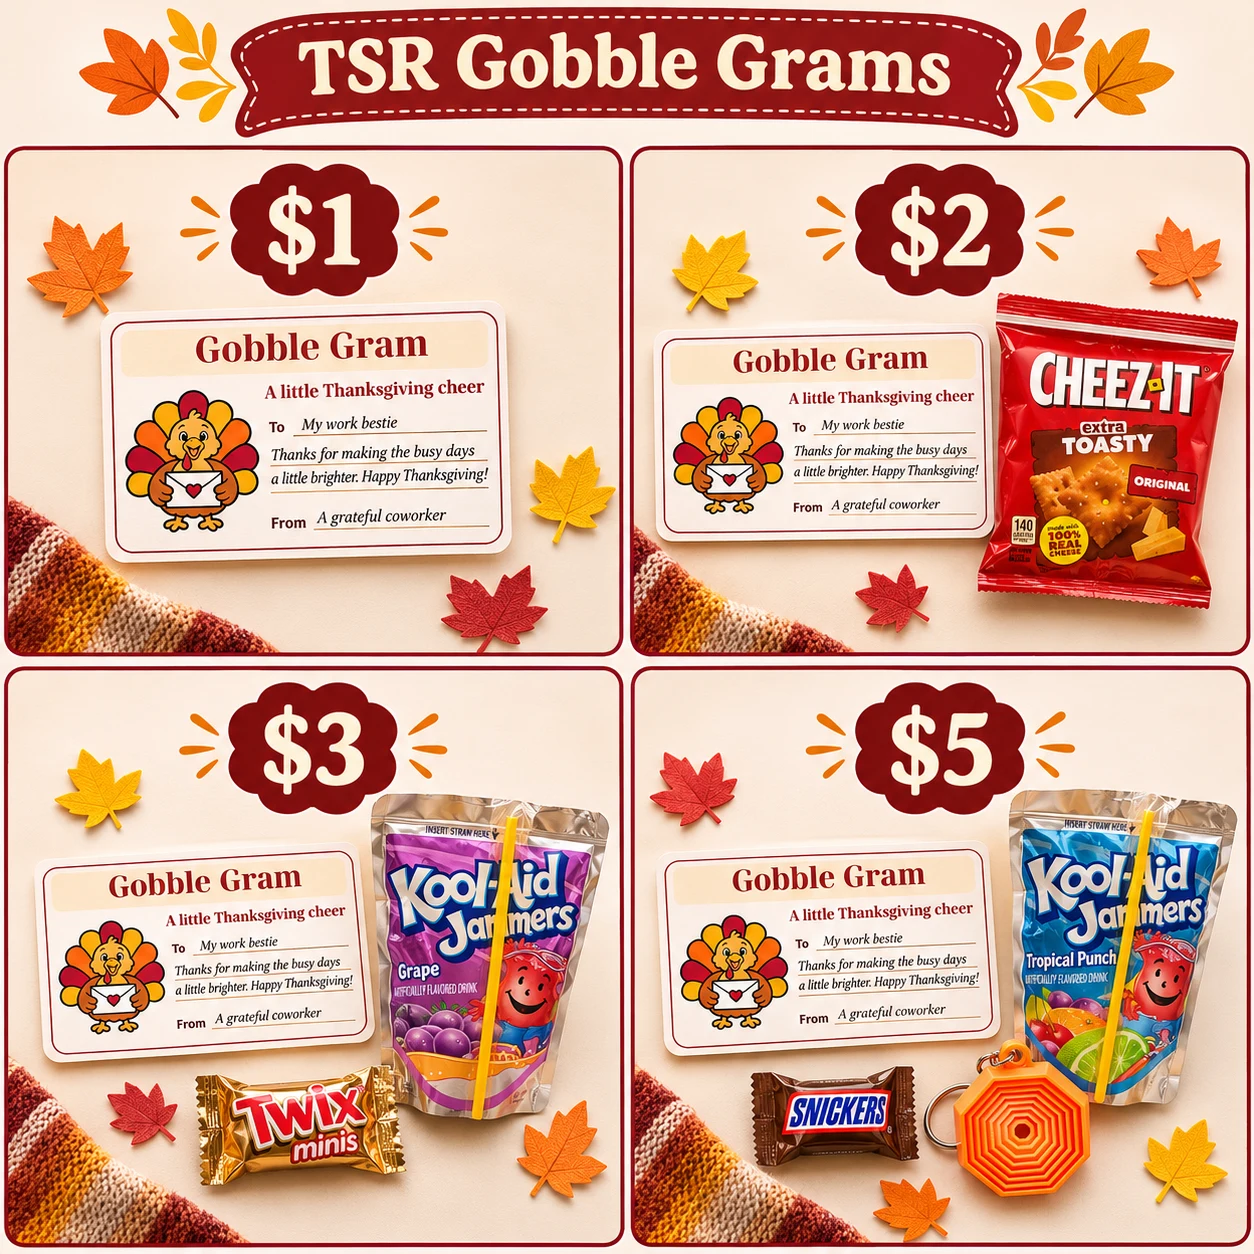 TSR Gobble Grams
$1
Gobble Gram
A little Thanksgiving cheer
To My work bestie
Thanks for making the busy days
a little brighter. Happy Thanksgiving!
From A grateful coworker
$2
Gobble Gram
A little Thanksgiving cheer
To My work bestie
Thanks for making the busy days
a little brighter. Happy Thanksgiving!
From A grateful coworker
CHEEZ-IT
extra
TOASTY
ORIGINAL
140
made with
100%
REAL
CHEESE
$3
Gobble Gram
A little Thanksgiving cheer
To My work bestie
Thanks for making the busy days
a little brighter. Happy Thanksgiving!
From A grateful coworker
INSERT STRAW HERE
Kool-Aid
Jammers
Grape
ARTIFICIALLY FLAVORED DRINK
TWIX
minis
$5
Gobble Gram
A little Thanksgiving cheer
To My work bestie
Thanks for making the busy days
a little brighter. Happy Thanksgiving!
From A grateful coworker
INSERT STRAW HERE
Kool-Aid
Jammers
Tropical Punch
ARTIFICIALLY FLAVORED DRINK
SNICKERS